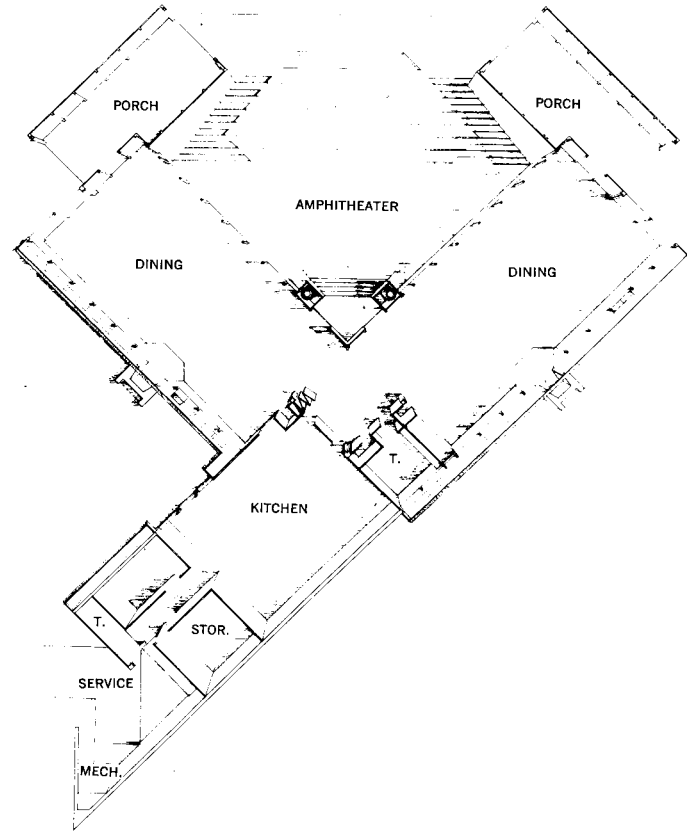 PORCH
PORCH
AMPHITHEATER
DINING
DINING
T.
KITCHEN
T.
STOR.
SERVICE
MECH.